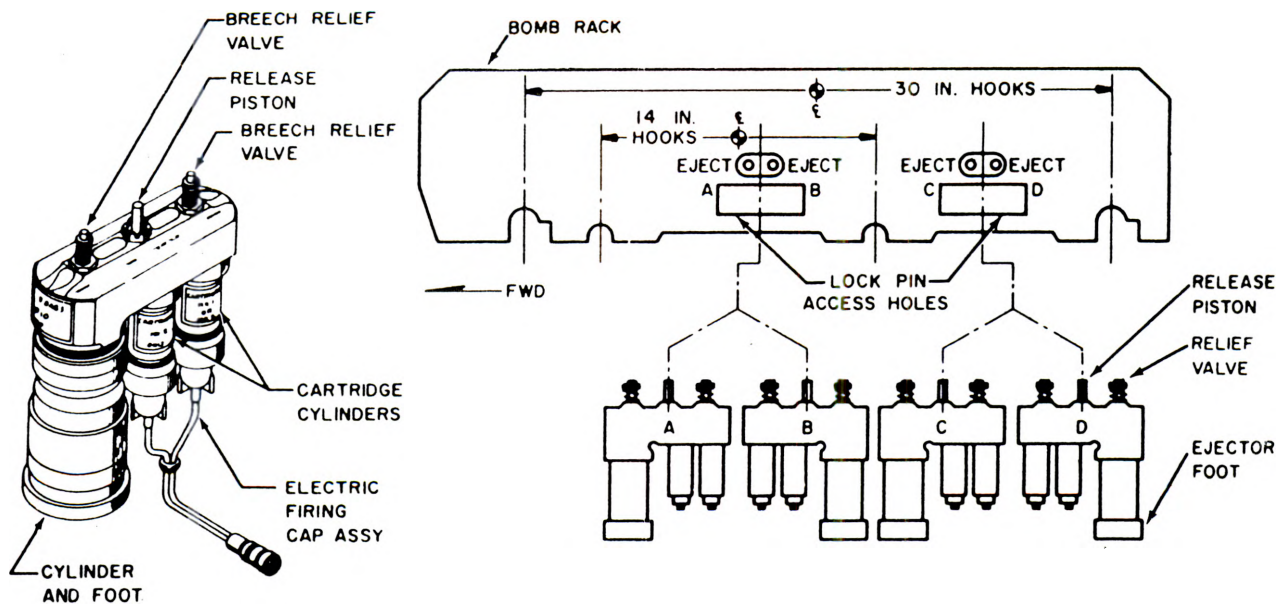 BREECH RELIEF
VALVE
RELEASE
PISTON
BREECH RELIEF
VALVE
CARTRIDGE
CYLINDERS
ELECTRIC
FIRING
CAP ASSY
CYLINDER
AND FOOT
BOMB RACK
30 IN. HOOKS
14 IN.
HOOKS
EJECT EJECT
EJECT EJECT
A B
C D
LOCK PIN
ACCESS HOLES
FWD
RELEASE
PISTON
RELIEF
VALVE
A B C D
EJECTOR
FOOT